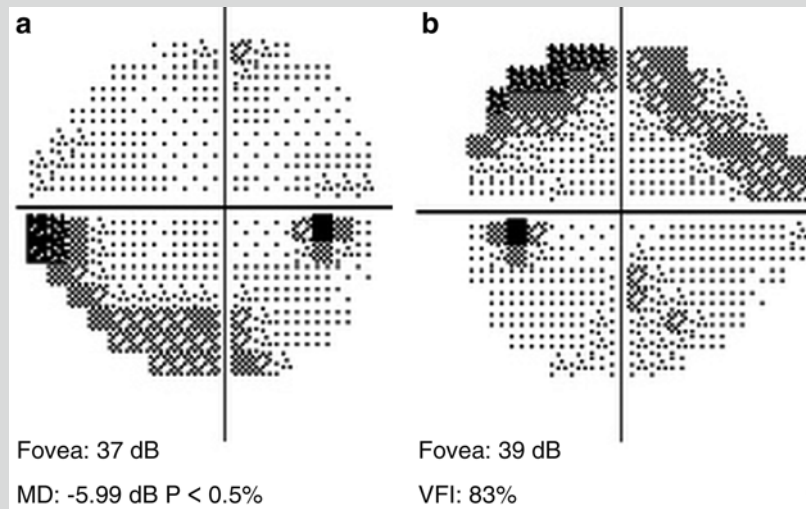 a
b
Fovea: 37 dB
MD: -5.99 dB P < 0.5%
Fovea: 39 dB
VFI: 83%